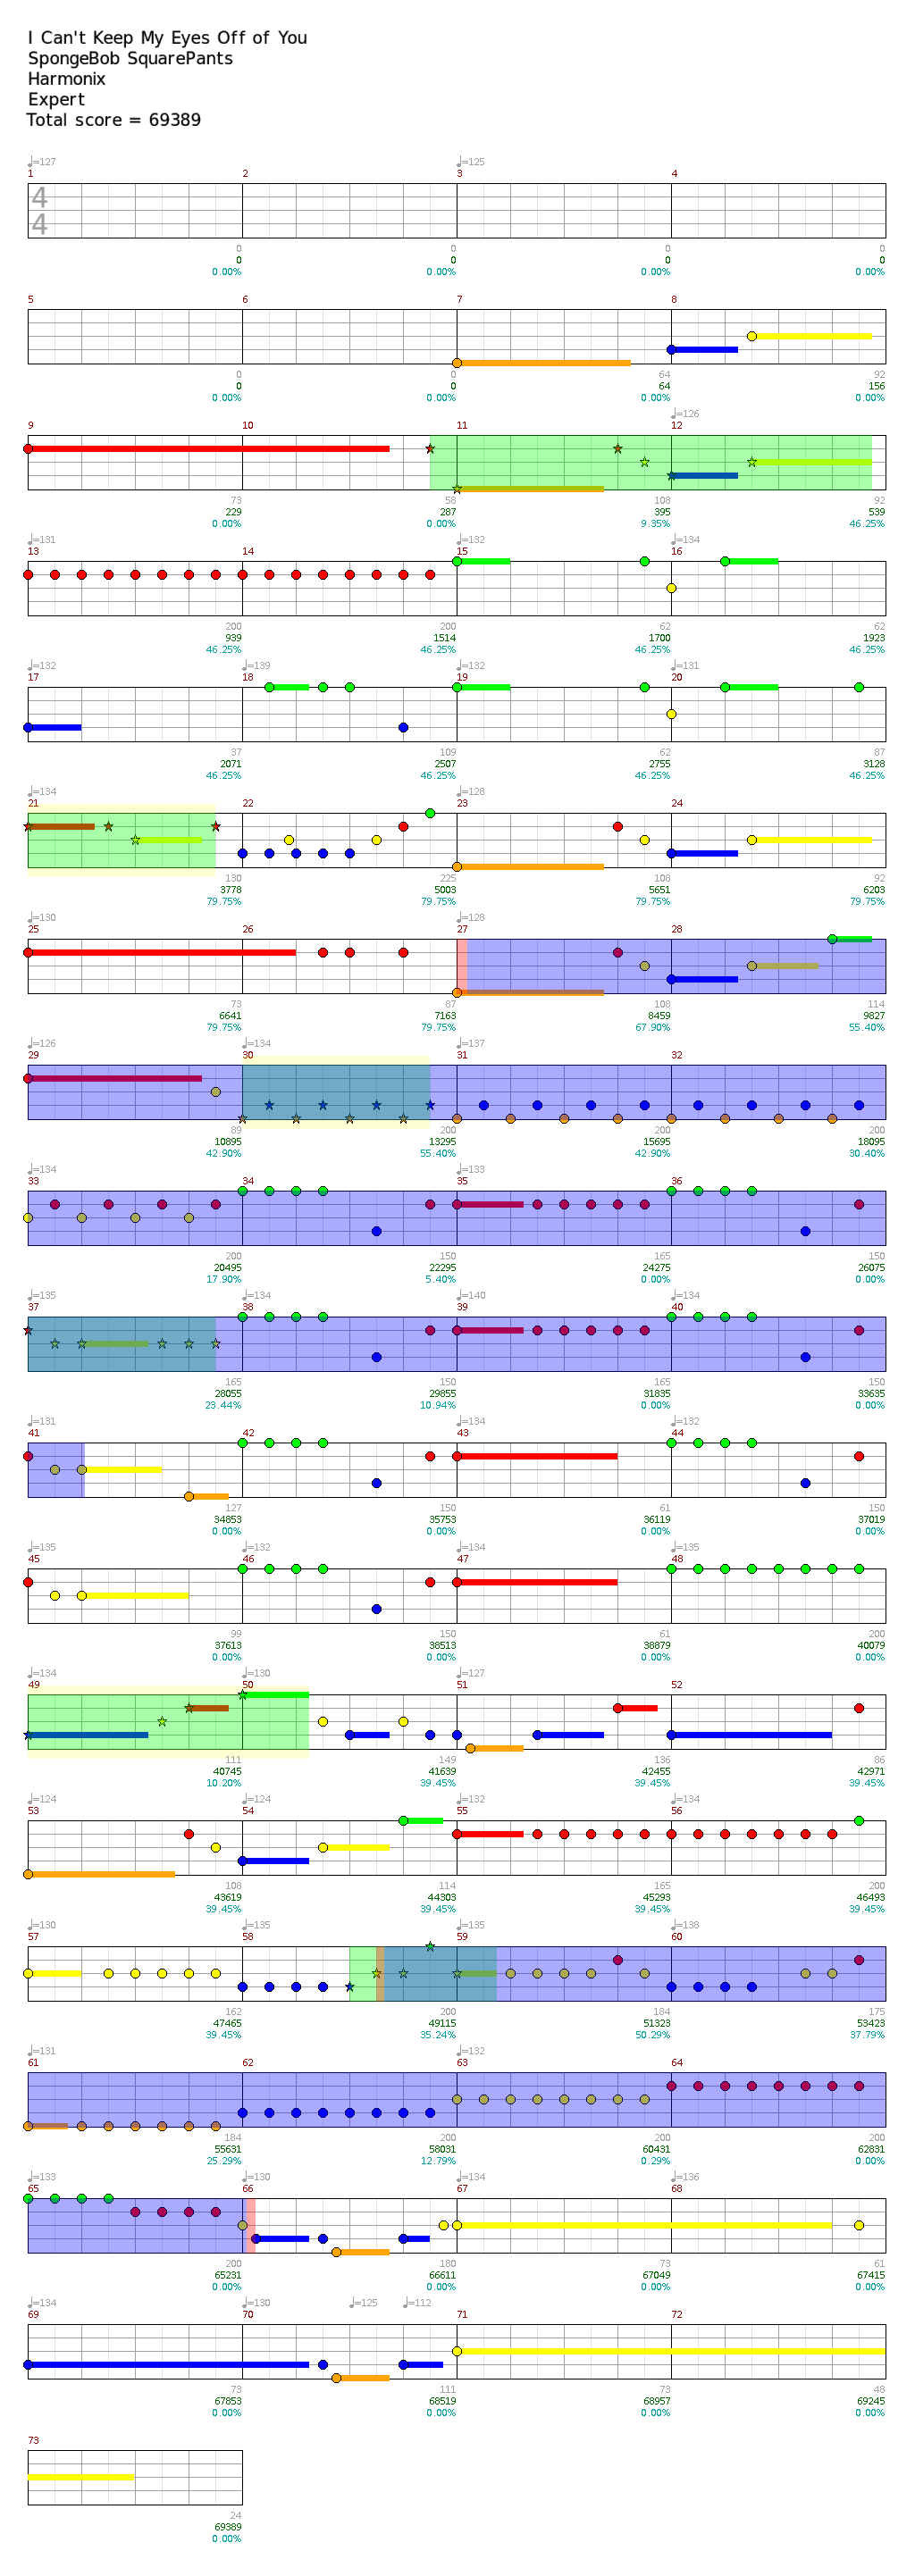 I Can't Keep My Eyes Off of You
SpongeBob SquarePants
Harmonix
Expert
Total score = 69389
♩=127 ♩=125
1 2 3 4
4
4
0 0 0 0
0 0 0 0
0.00% 0.00% 0.00% 0.00%
5 6 7 8
0 0 64 92
0 0 64 156
0.00% 0.00% 0.00% 0.00%
♩=126
9 10 11 12
73 58 108 92
229 287 395 539
0.00% 0.00% 9.35% 46.25%
♩=131 ♩=132 ♩=134
13 14 15 16
200 200 62 62
939 1514 1700 1923
46.25% 46.25% 46.25% 46.25%
♩=132 ♩=139 ♩=132 ♩=131
17 18 19 20
37 109 62 87
2071 2507 2755 3128
46.25% 46.25% 46.25% 46.25%
♩=134 ♩=128
21 22 23 24
130 225 108 92
3778 5003 5651 6203
79.75% 79.75% 79.75% 79.75%
♩=130 ♩=128
25 26 27 28
73 87 108 114
6641 7163 8459 9827
79.75% 79.75% 67.90% 55.40%
♩=126 ♩=134 ♩=137
29 30 31 32
89 200 200 200
10895 13295 15695 18095
42.90% 55.40% 42.90% 30.40%
♩=134 ♩=133
33 34 35 36
200 150 165 150
20495 22295 24275 26075
17.90% 5.40% 0.00% 0.00%
♩=135 ♩=134 ♩=140 ♩=134
37 38 39 40
165 150 165 150
28055 29855 31835 33635
23.44% 10.94% 0.00% 0.00%
♩=131 ♩=134 ♩=132
41 42 43 44
127 150 61 150
34853 35753 36119 37019
0.00% 0.00% 0.00% 0.00%
♩=135 ♩=132 ♩=134 ♩=135
45 46 47 48
99 150 61 200
37613 38513 38879 40079
0.00% 0.00% 0.00% 0.00%
♩=134 ♩=130 ♩=127
49 50 51 52
111 149 136 86
40745 41639 42455 42971
10.20% 39.45% 39.45% 39.45%
♩=124 ♩=124 ♩=132 ♩=134
53 54 55 56
108 114 165 200
43619 44303 45293 46493
39.45% 39.45% 39.45% 39.45%
♩=130 ♩=135 ♩=135 ♩=138
57 58 59 60
162 200 184 175
47465 49115 51323 53423
39.45% 35.24% 50.29% 37.79%
♩=131 ♩=132
61 62 63 64
184 200 200 200
55631 58031 60431 62831
25.29% 12.79% 0.29% 0.00%
♩=133 ♩=130 ♩=134 ♩=136
65 66 67 68
200 180 73 61
65231 66611 67049 67415
0.00% 0.00% 0.00% 0.00%
♩=134 ♩=130 ♩=125 ♩=112
69 70 71 72
73 111 73 48
67853 68519 68957 69245
0.00% 0.00% 0.00% 0.00%
73
24
69389
0.00%